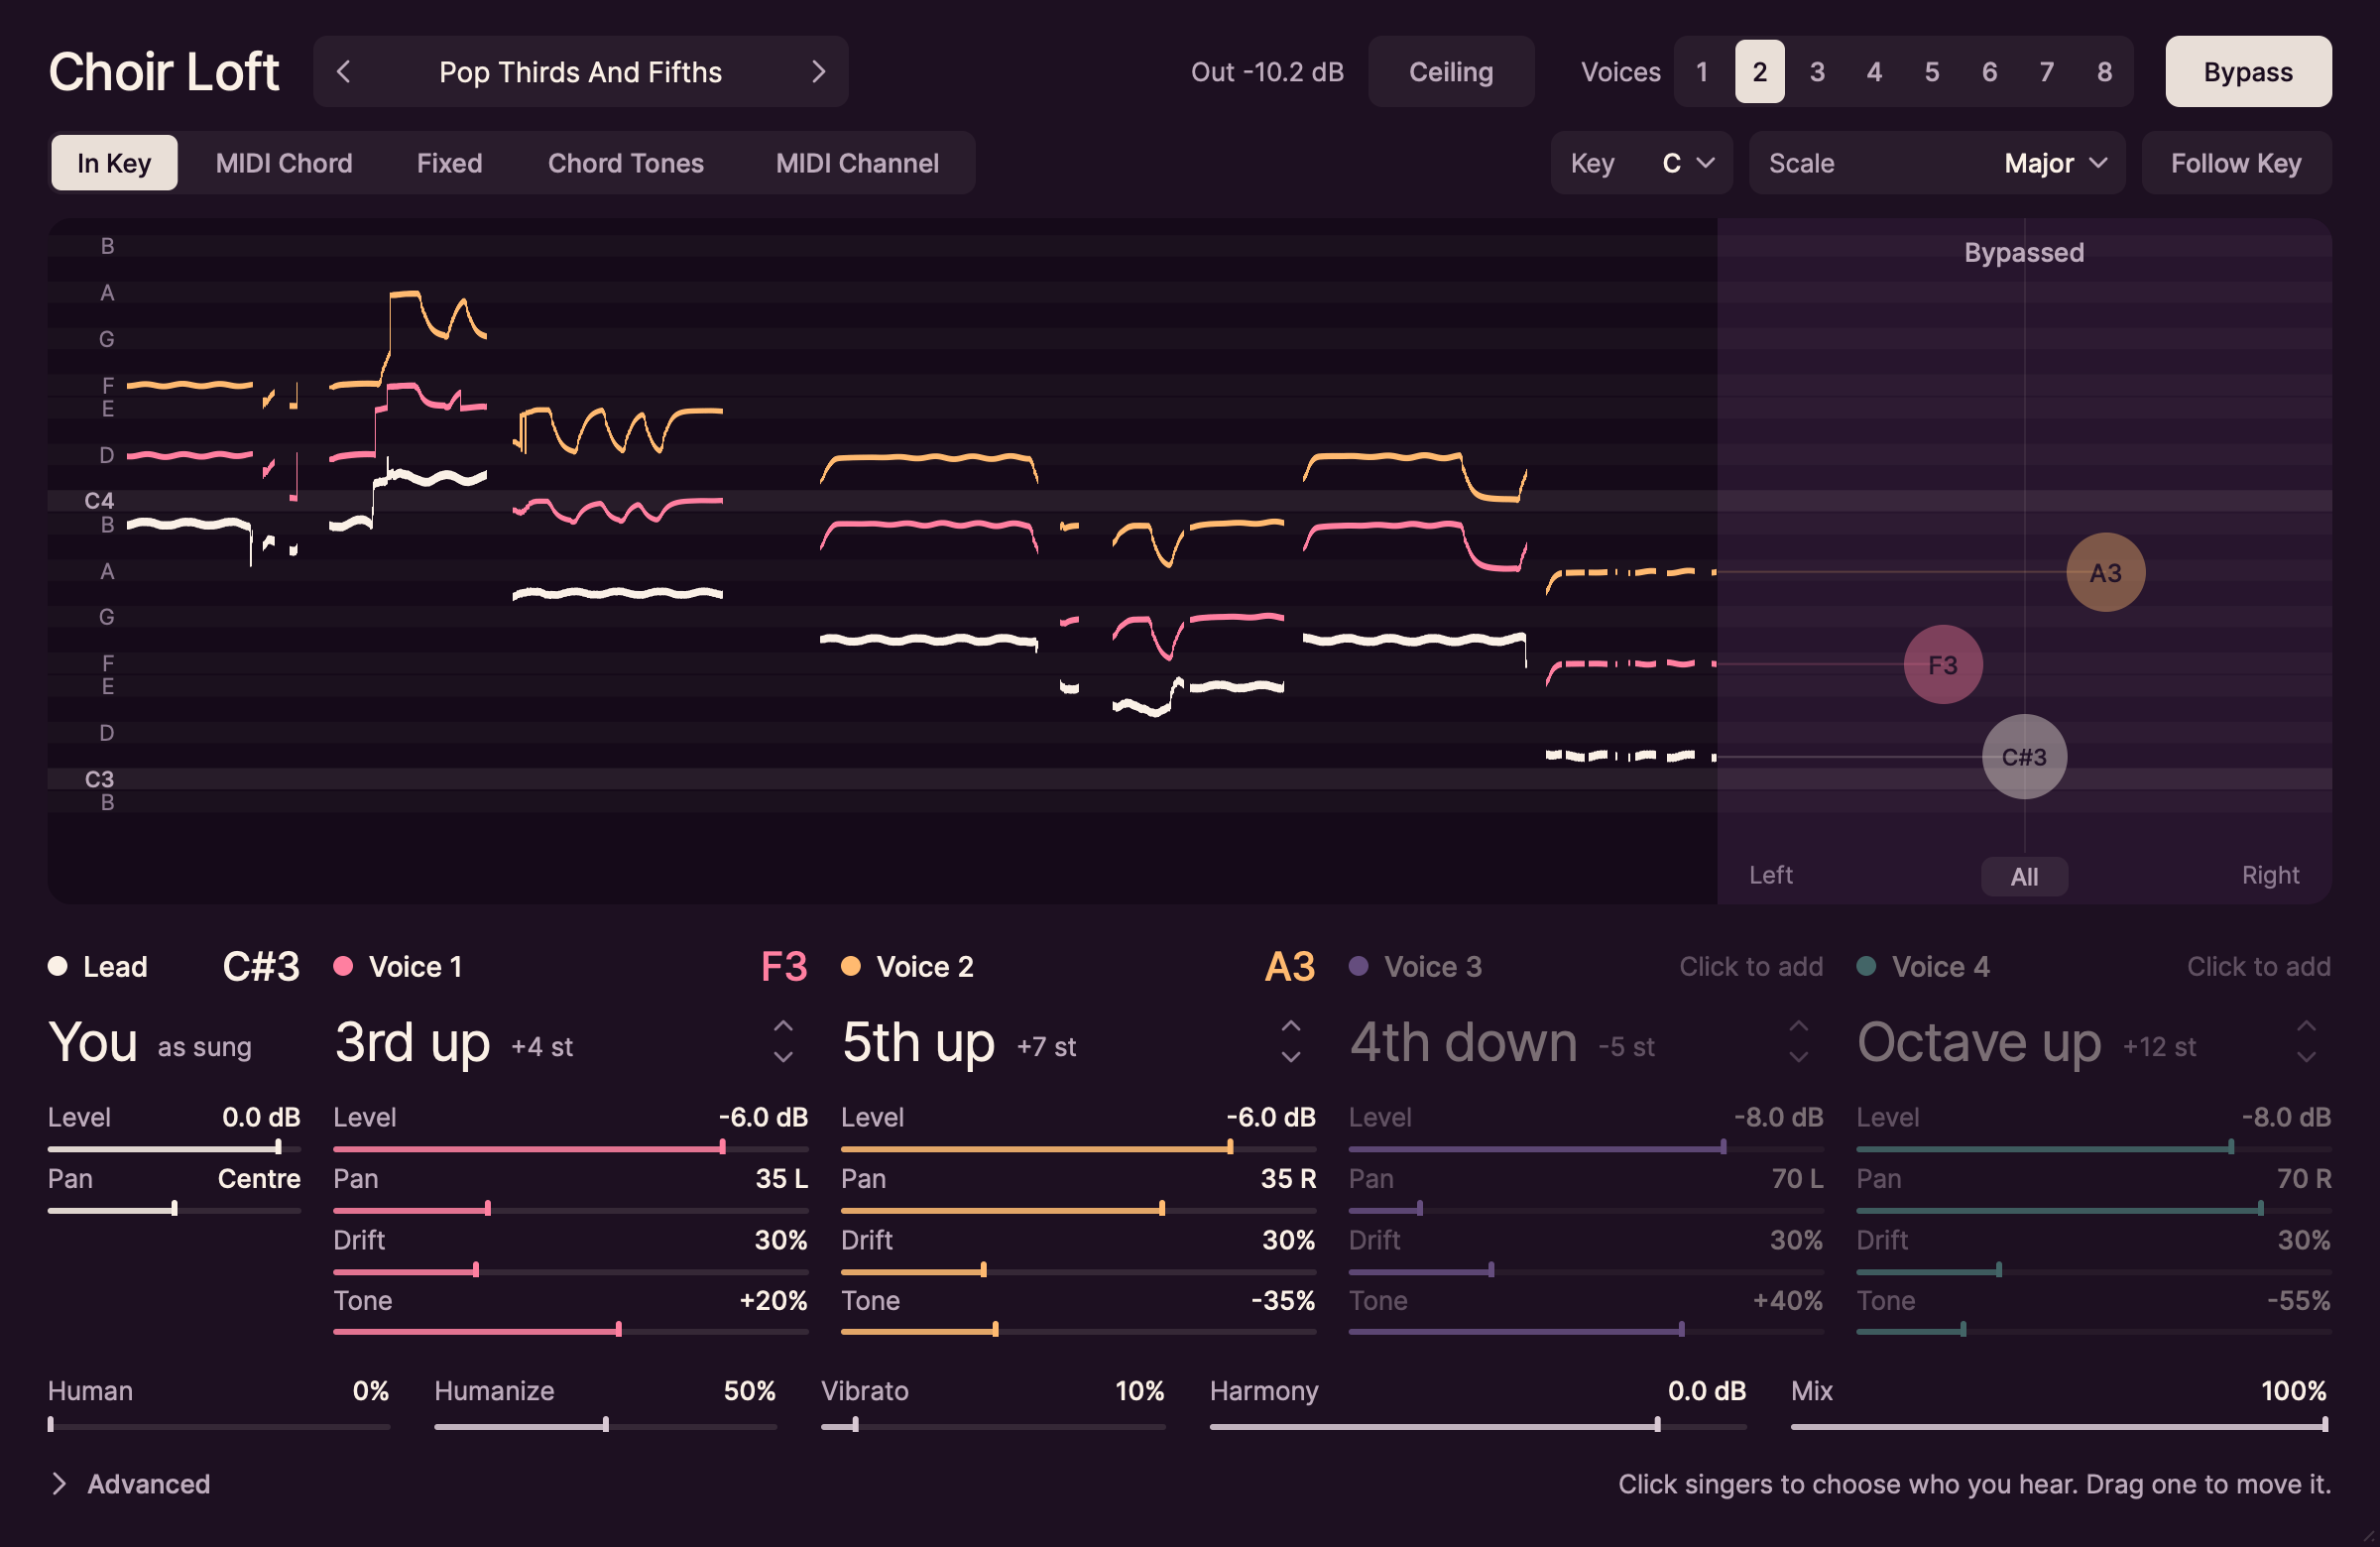 Choir Loft
Pop Thirds And Fifths
Out -10.2 dB
Ceiling
Voices 1 2 3 4 5 6 7 8
Bypass
In Key
MIDI Chord
Fixed
Chord Tones
MIDI Channel
Key C
Scale Major
Follow Key
B
A
G
F
E
D
C4
B
A
G
F
E
D
C3
B
Bypassed
A3
F3
C#3
Left
All
Right
Lead C#3
You as sung
Level 0.0 dB
Pan Centre
Voice 1 F3
3rd up +4 st
Level -6.0 dB
Pan 35 L
Drift 30%
Tone +20%
Voice 2 A3
5th up +7 st
Level -6.0 dB
Pan 35 R
Drift 30%
Tone -35%
Voice 3 Click to add
4th down -5 st
Level -8.0 dB
Pan 70 L
Drift 30%
Tone +40%
Voice 4 Click to add
Octave up +12 st
Level -8.0 dB
Pan 70 R
Drift 30%
Tone -55%
Human 0%
Humanize 50%
Vibrato 10%
Harmony 0.0 dB
Mix 100%
Advanced
Click singers to choose who you hear. Drag one to move it.